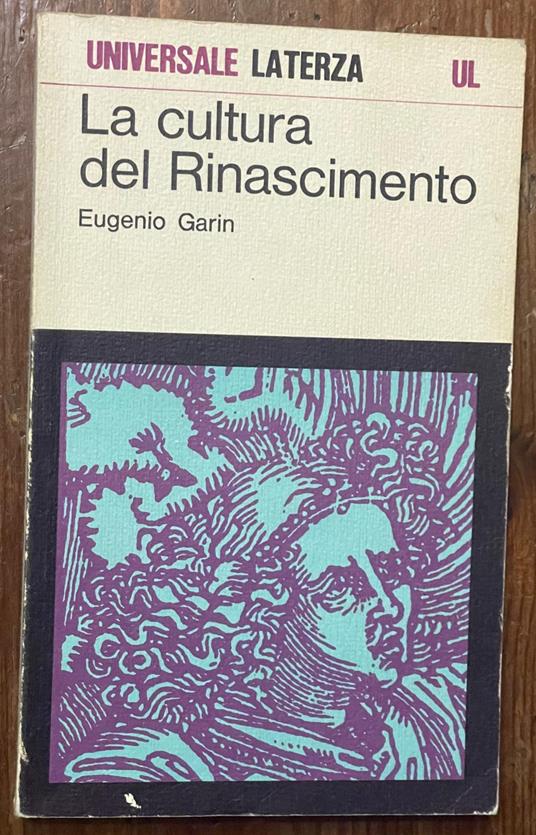 UNIVERSALE LATERZA UL
La cultura
del Rinascimento
Eugenio Garin